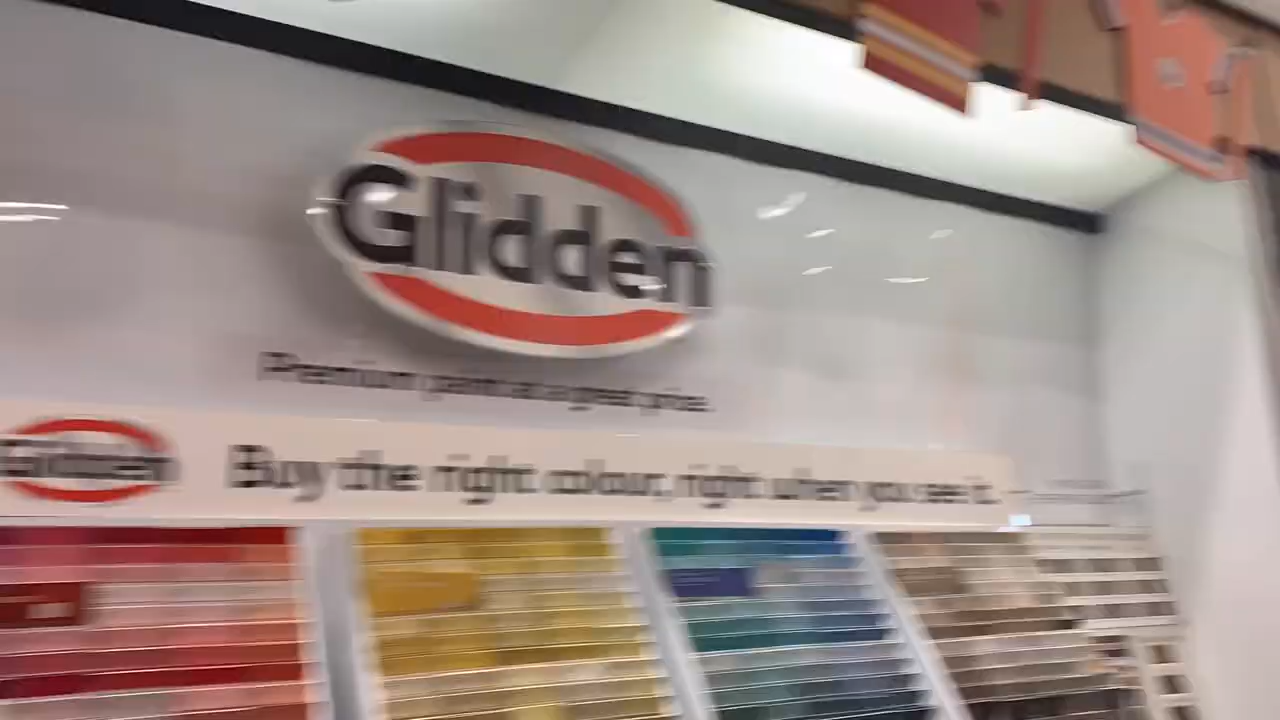 Glidden
Premium paint at a great price.
Glidden
Buy the right colour, right when you see it.